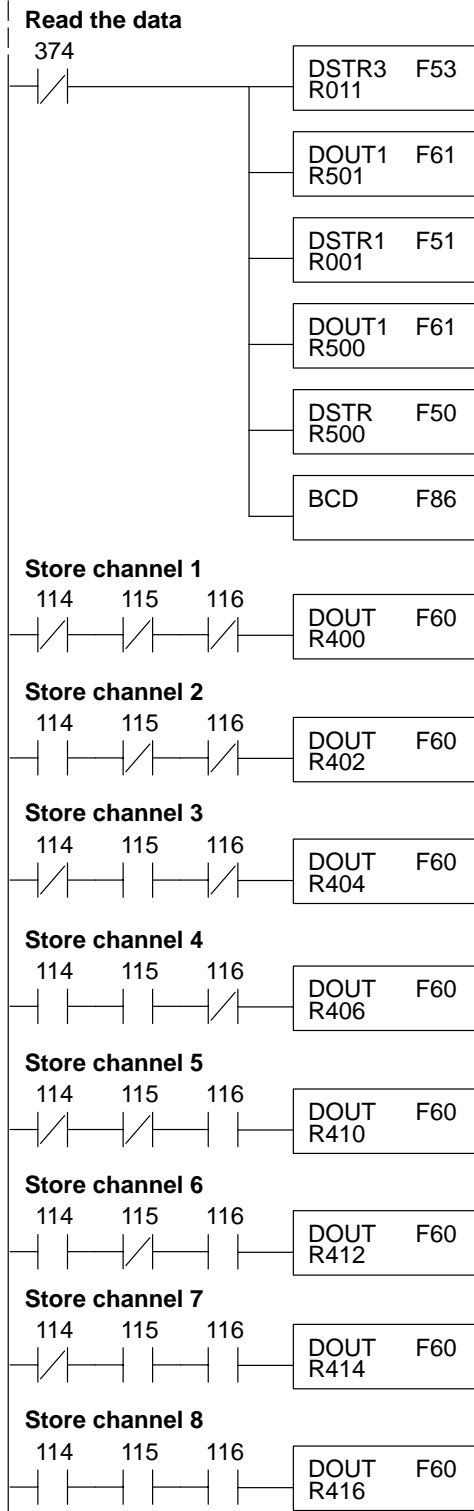 Read the data
374
DSTR3 F53
R011
DOUT1 F61
R501
DSTR1 F51
R001
DOUT1 F61
R500
DSTR F50
R500
BCD F86
Store channel 1
114 115 116
DOUT F60
R400
Store channel 2
114 115 116
DOUT F60
R402
Store channel 3
114 115 116
DOUT F60
R404
Store channel 4
114 115 116
DOUT F60
R406
Store channel 5
114 115 116
DOUT F60
R410
Store channel 6
114 115 116
DOUT F60
R412
Store channel 7
114 115 116
DOUT F60
R414
Store channel 8
114 115 116
DOUT F60
R416